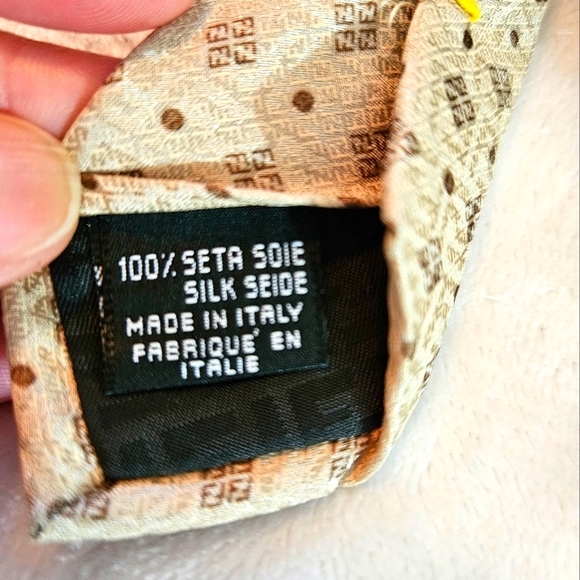 100% SETA SOIE
SILK SEIDE
MADE IN ITALY
FABRIQUE' EN
ITALIE